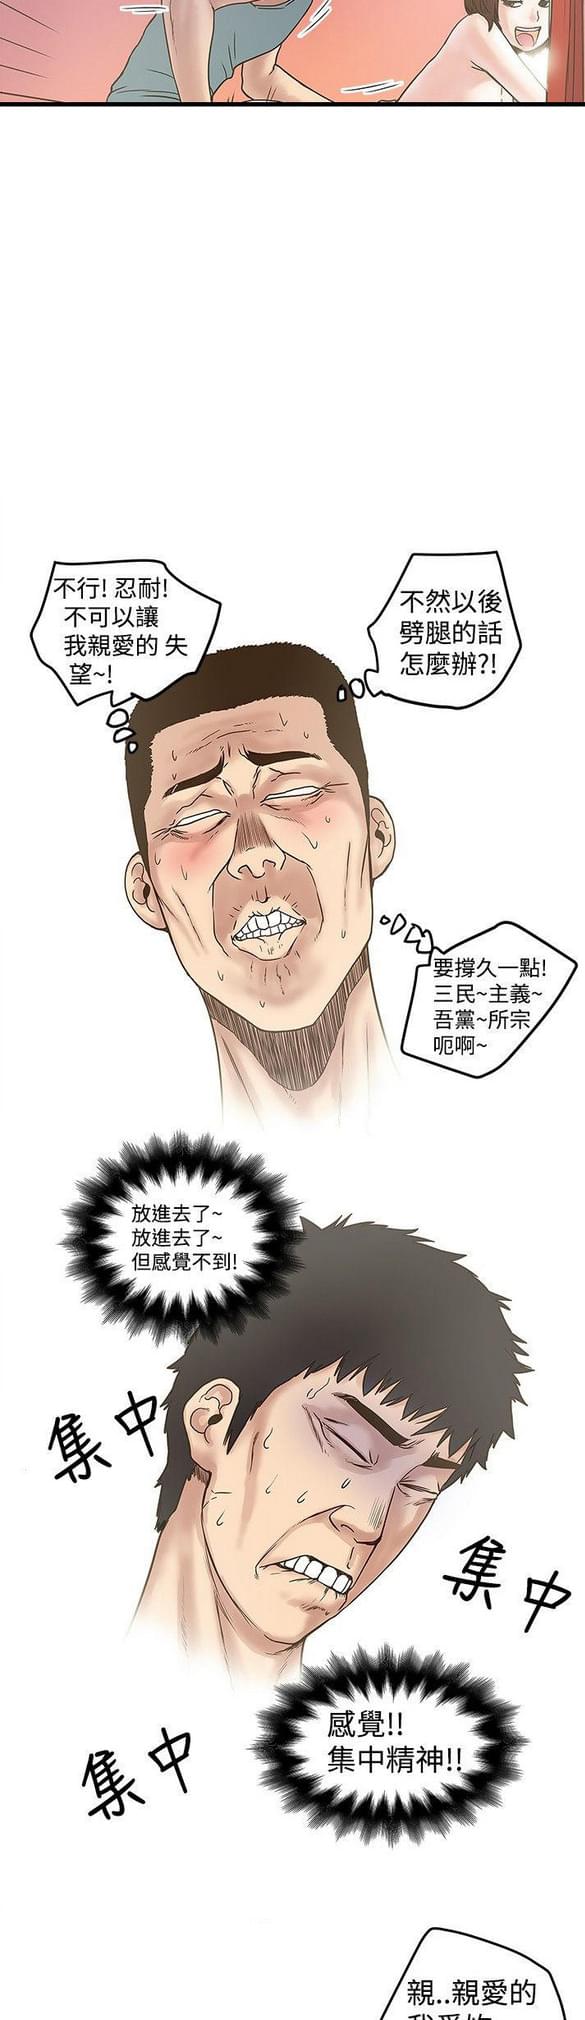 不行! 忍耐!
不可以讓
我親愛的 失
望~!
不然以後
劈腿的話
怎麼辦?!
要撐久一點!
三民~主義~
吾黨~所宗
呃啊~
放進去了~
放進去了~
但感覺不到!
集中
集中
感覺!!
集中精神!!
集中
親..親愛的